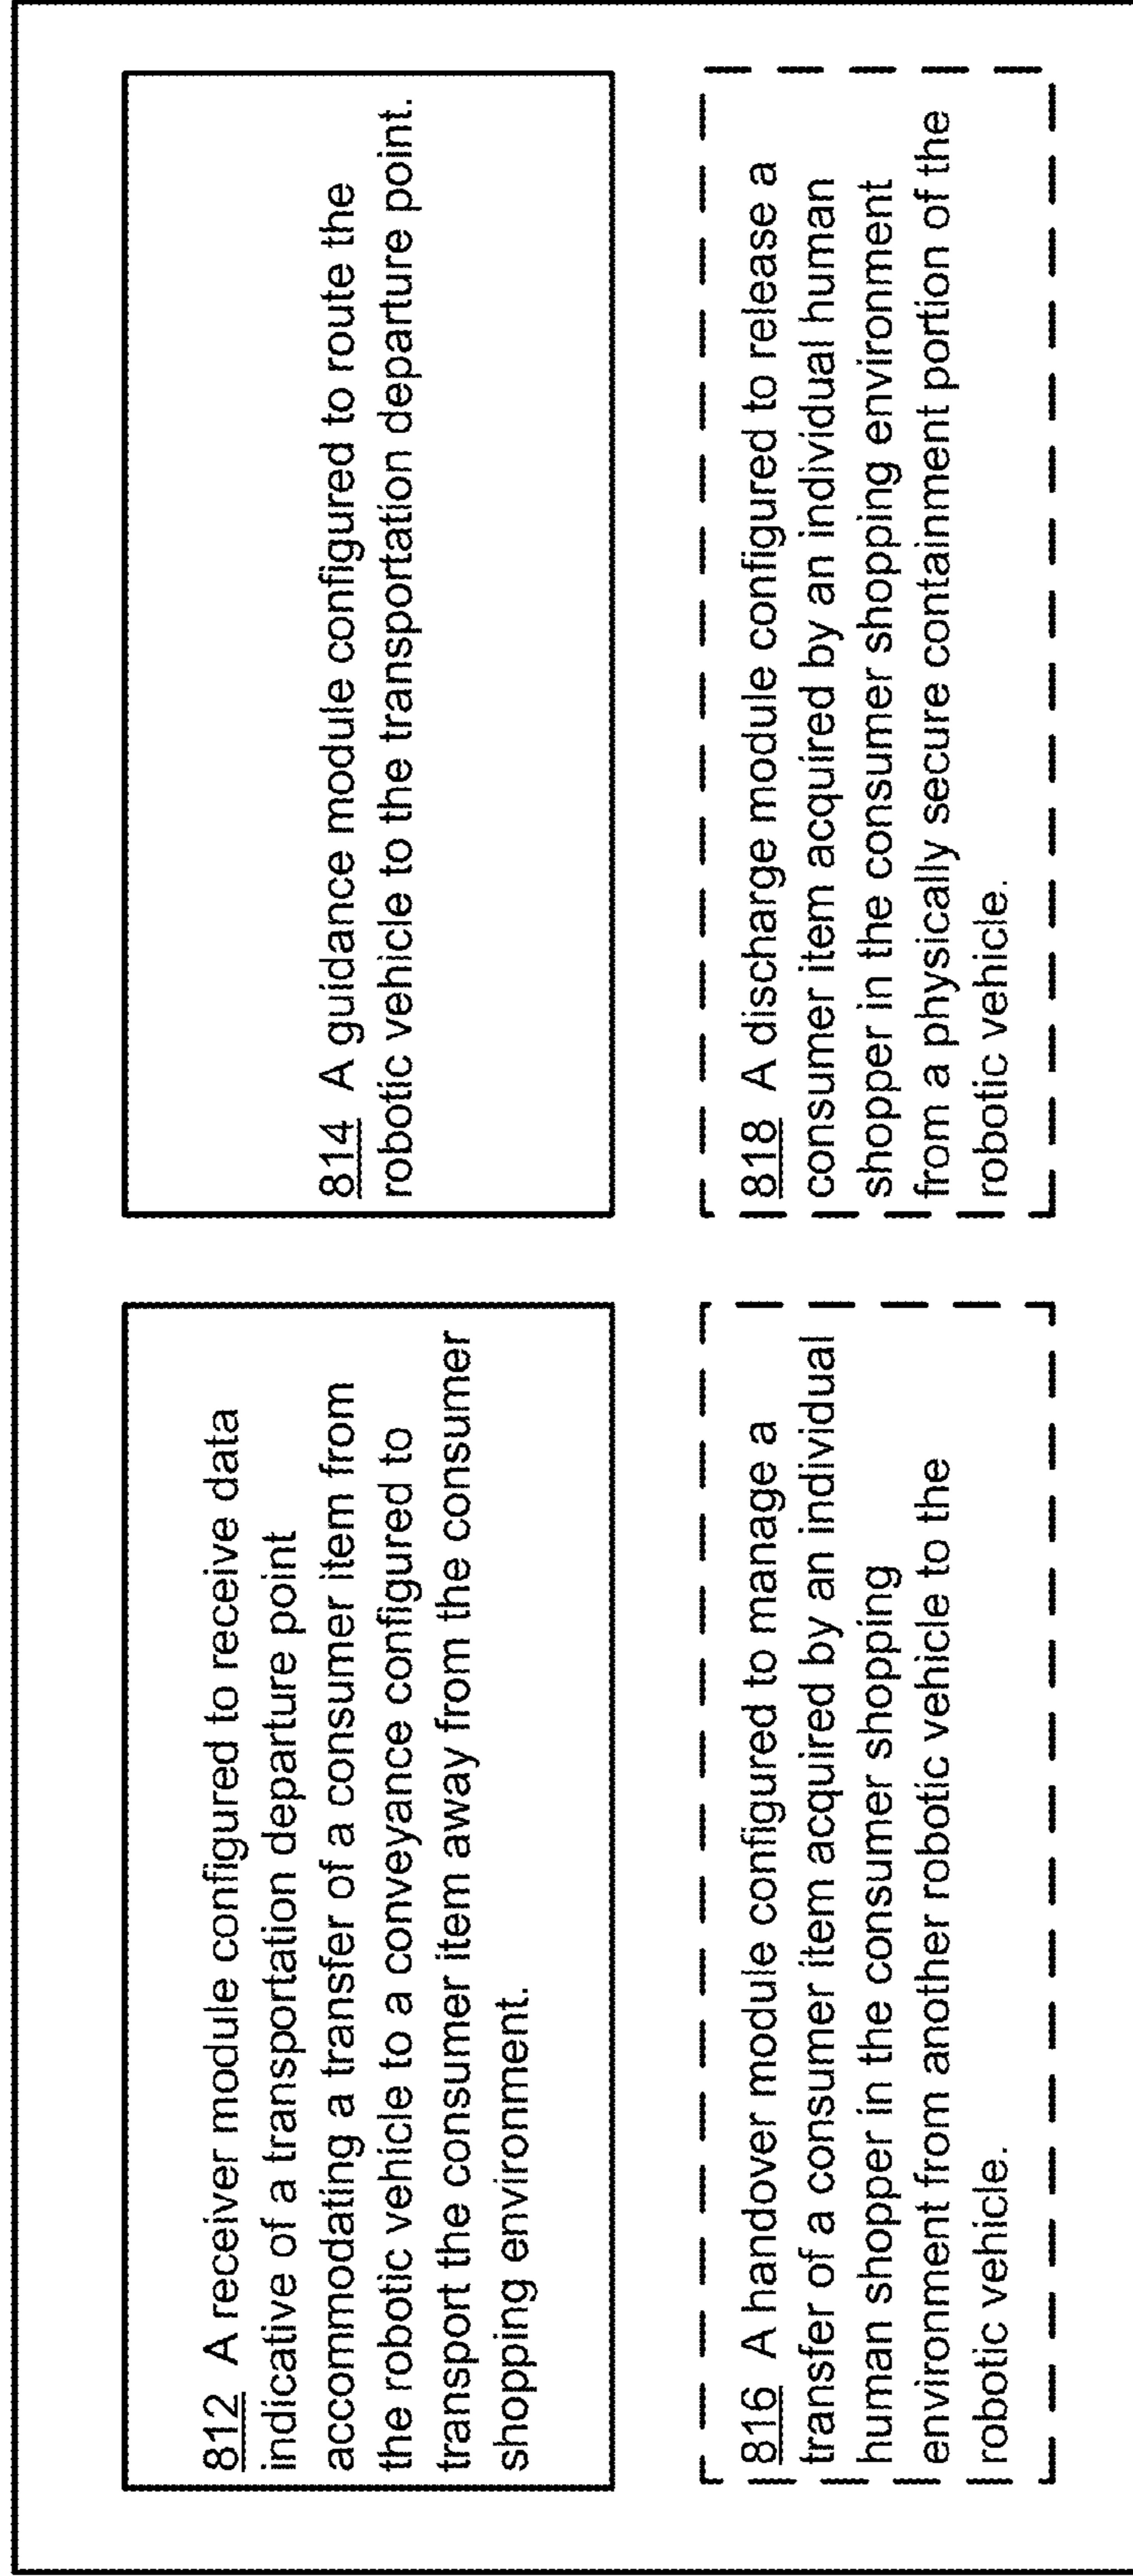 812 A receiver module configured to receive data
indicative of a transportation departure point
accommodating a transfer of a consumer item from
the robotic vehicle to a conveyance configured to
transport the consumer item away from the consumer
shopping environment.
814 A guidance module configured to route the
robotic vehicle to the transportation departure point.
816 A handover module configured to manage a
transfer of a consumer item acquired by an individual
human shopper in the consumer shopping
environment from another robotic vehicle to the
robotic vehicle.
818 A discharge module configured to release a
consumer item acquired by an individual human
shopper in the consumer shopping environment
from a physically secure containment portion of the
robotic vehicle.